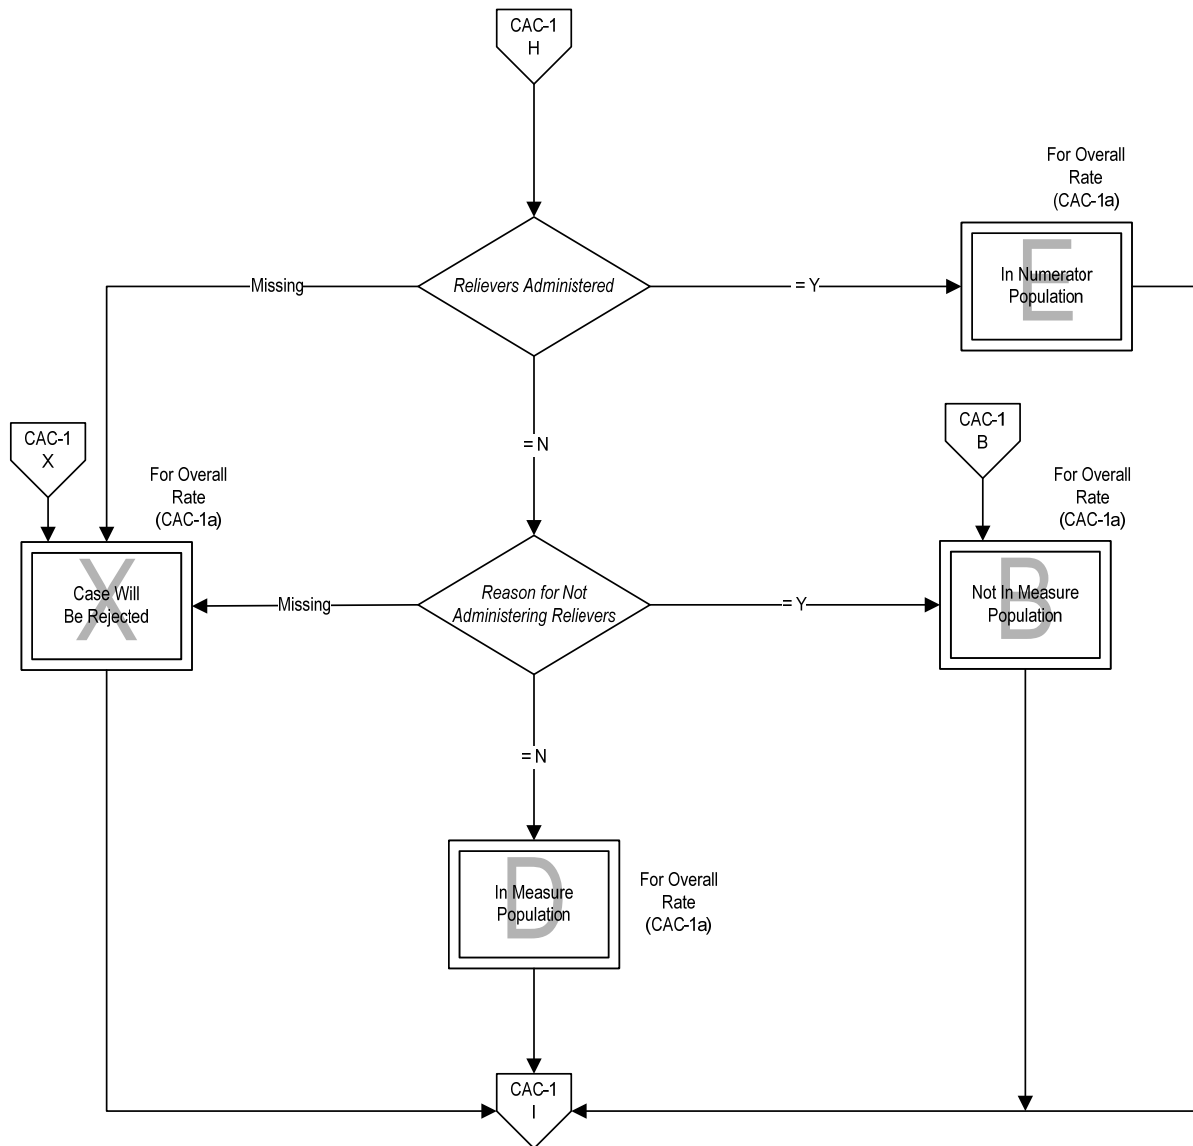 CAC-1
H
For Overall
Rate
(CAC-1a)
Relievers Administered
Missing
= Y
E
In Numerator
Population
= N
CAC-1
X
CAC-1
B
For Overall
Rate
(CAC-1a)
For Overall
Rate
(CAC-1a)
X
Case Will
Be Rejected
Missing
Reason for Not
Administering Relievers
= Y
B
Not In Measure
Population
= N
D
In Measure
Population
For Overall
Rate
(CAC-1a)
CAC-1
I